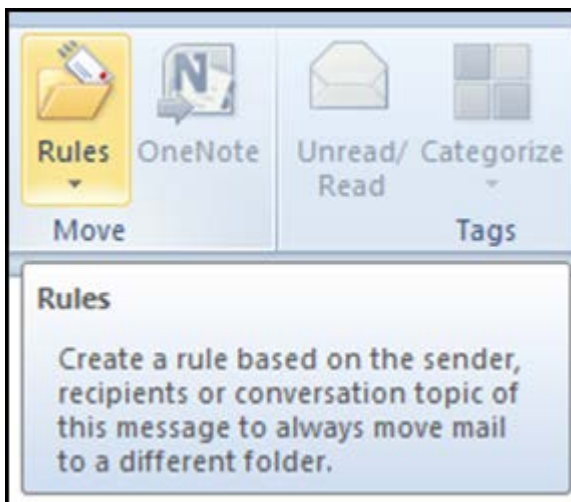 Rules OneNote Unread/ Categorize
Read
Move Tags
Rules
Create a rule based on the sender,
recipients or conversation topic of
this message to always move mail
to a different folder.